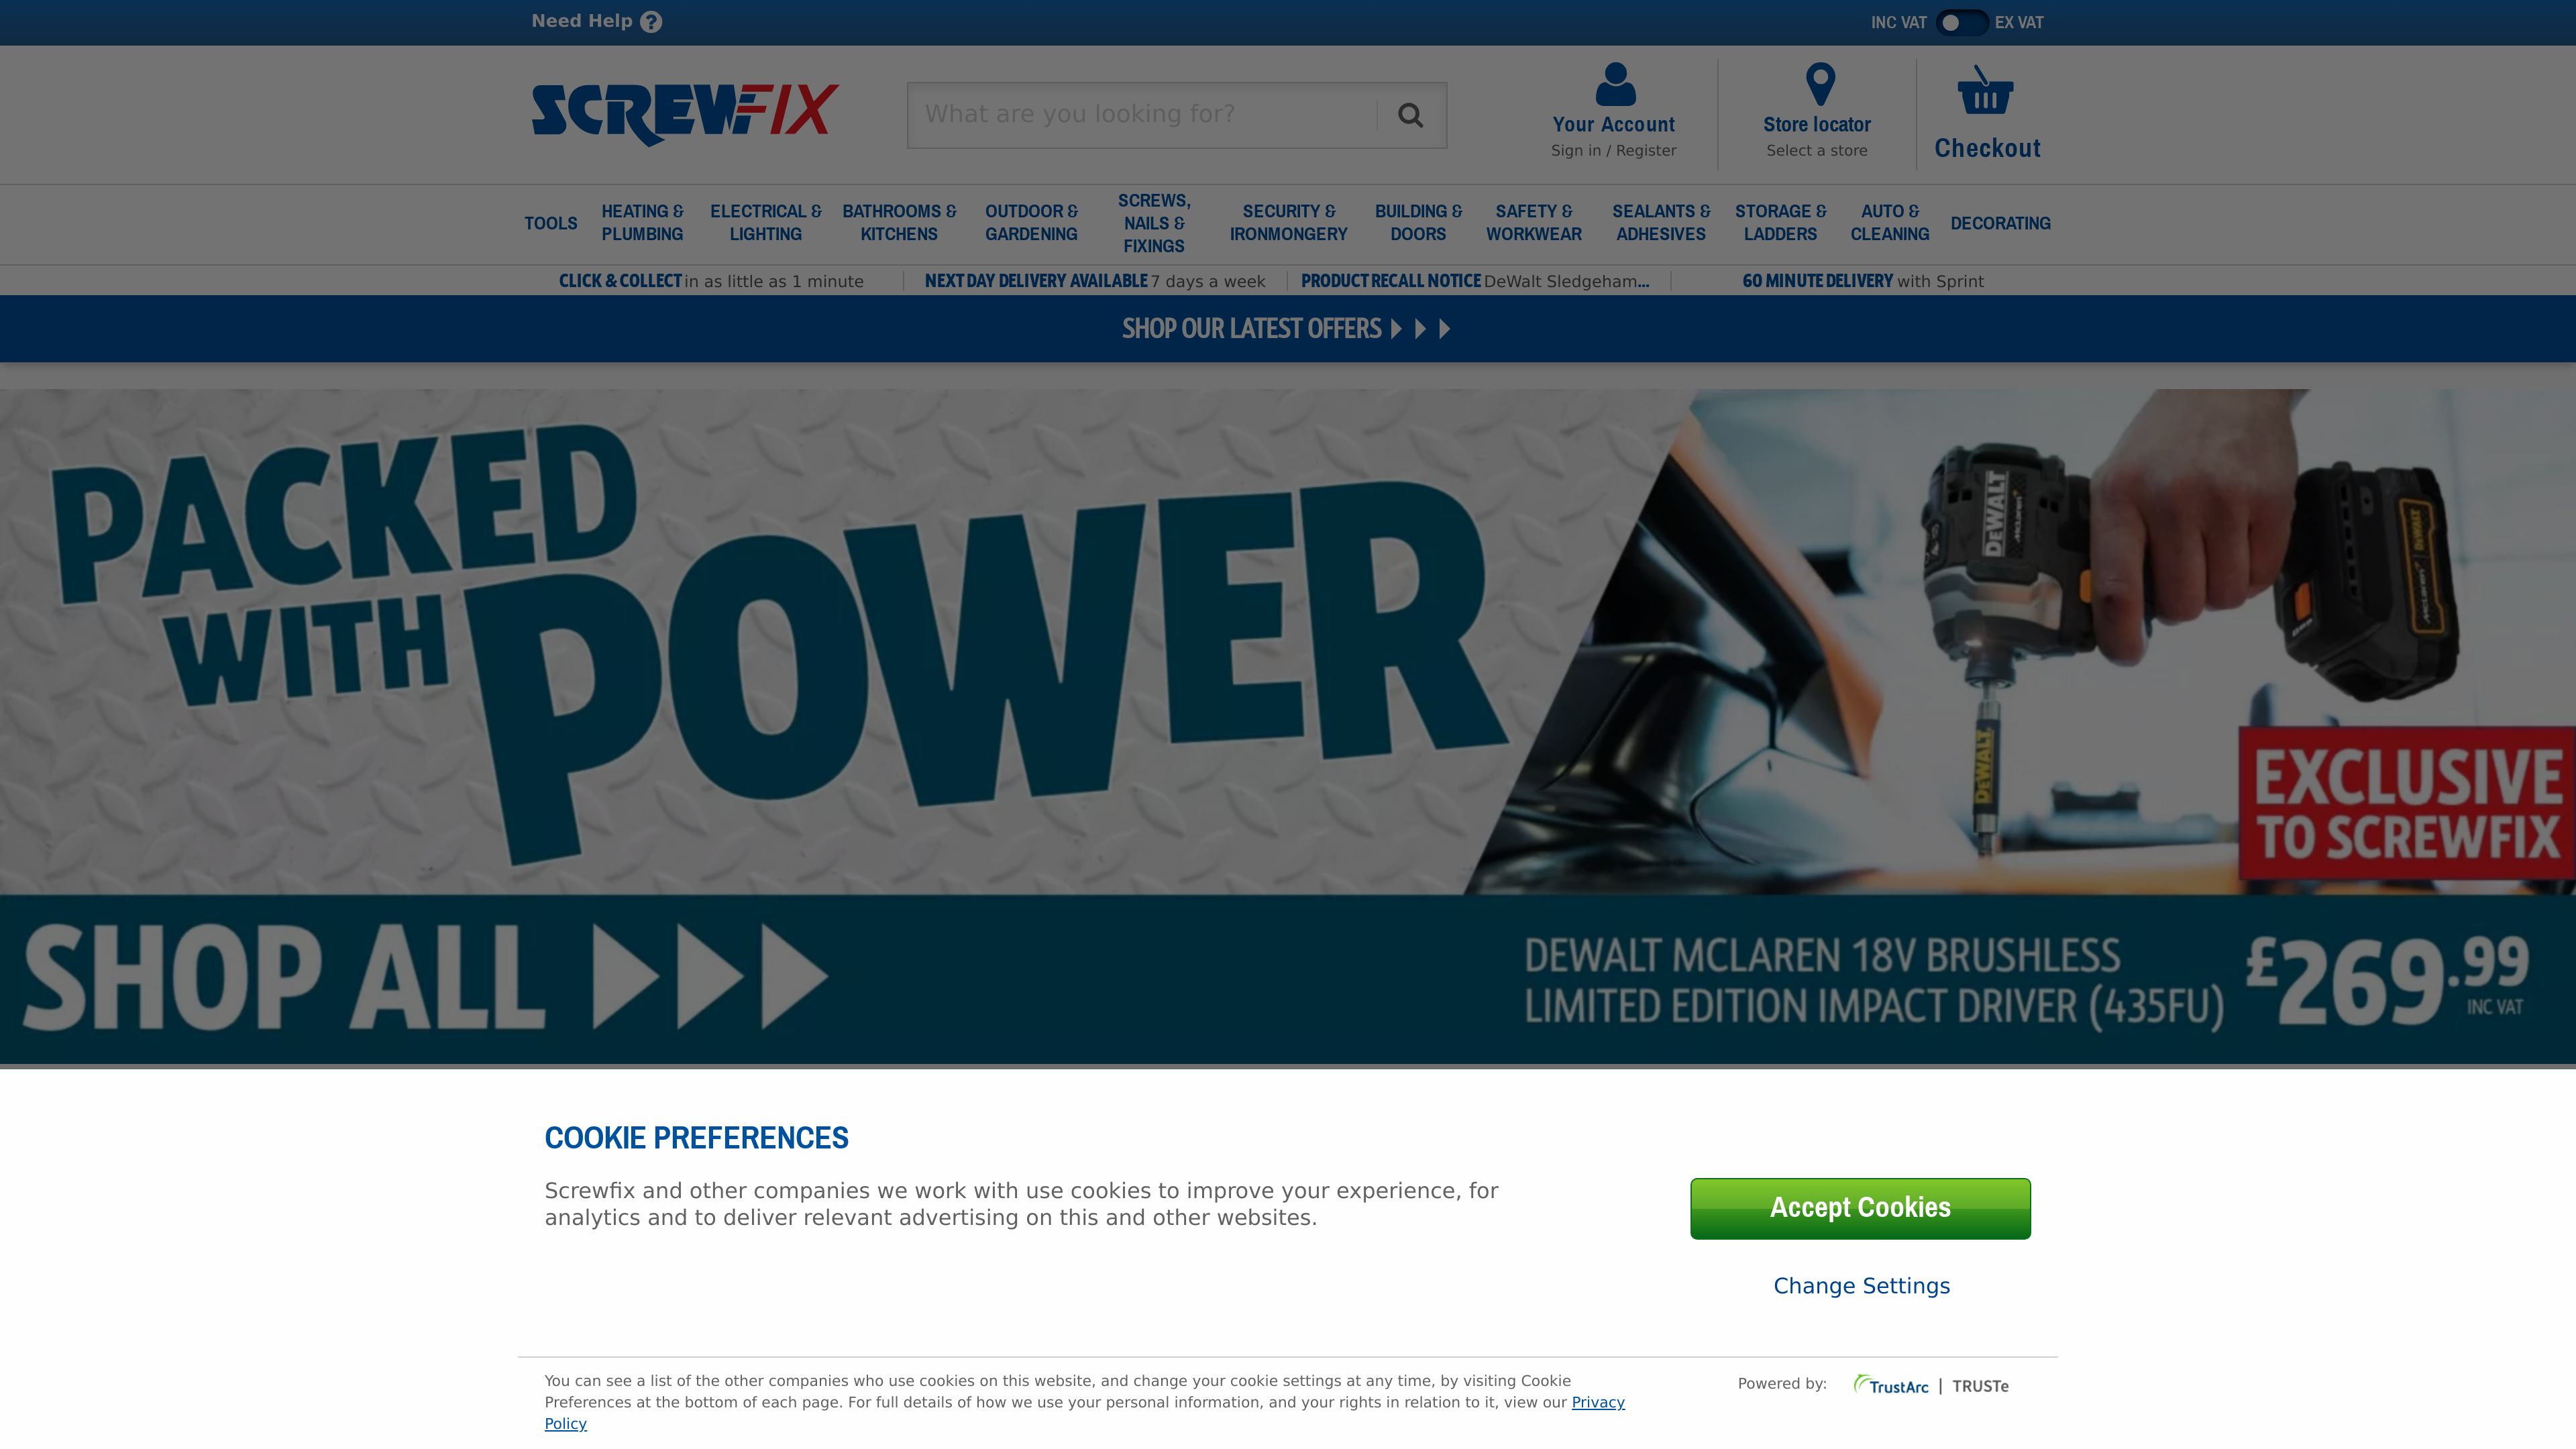 Need Help ?
INC VAT EX VAT
SCREWFIX
What are you looking for?
Your Account
Sign in / Register
Store locator
Select a store
Checkout
TOOLS
HEATING &
PLUMBING
ELECTRICAL &
LIGHTING
BATHROOMS &
KITCHENS
OUTDOOR &
GARDENING
SCREWS,
NAILS &
FIXINGS
SECURITY &
IRONMONGERY
BUILDING &
DOORS
SAFETY &
WORKWEAR
SEALANTS &
ADHESIVES
STORAGE &
LADDERS
AUTO &
CLEANING
DECORATING
CLICK & COLLECT in as little as 1 minute
NEXT DAY DELIVERY AVAILABLE 7 days a week
PRODUCT RECALL NOTICE DeWalt Sledgeham...
60 MINUTE DELIVERY with Sprint
SHOP OUR LATEST OFFERS
PACKED
WITH
POWER
DEWALT
McLaren
DEWALT
McLaren
DEWALT
EXCLUSIVE
TO SCREWFIX
SHOP ALL
DEWALT MCLAREN 18V BRUSHLESS
LIMITED EDITION IMPACT DRIVER (435FU)
£269.99
INC VAT
COOKIE PREFERENCES
Screwfix and other companies we work with use cookies to improve your experience, for
analytics and to deliver relevant advertising on this and other websites.
Accept Cookies
Change Settings
You can see a list of the other companies who use cookies on this website, and change your cookie settings at any time, by visiting Cookie
Preferences at the bottom of each page. For full details of how we use your personal information, and your rights in relation to it, view our Privacy
Policy
Powered by:
TrustArc | TRUSTe